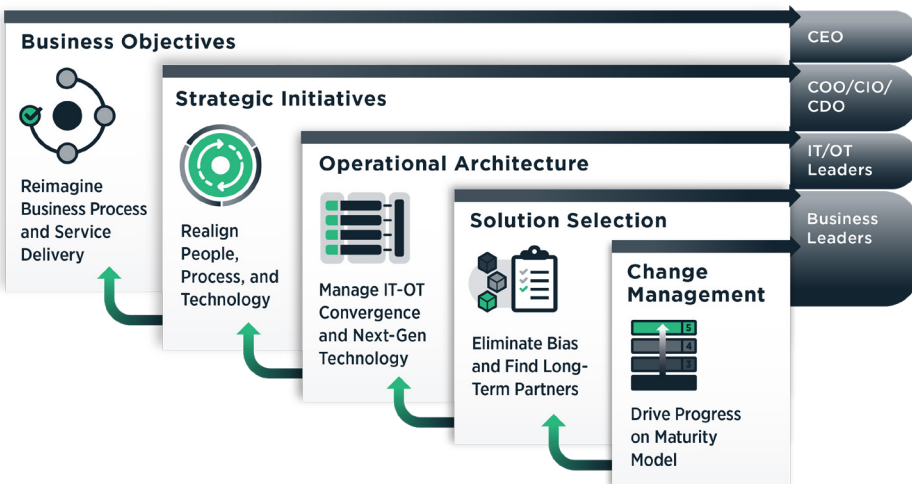 Business Objectives
Reimagine
Business Process
and Service
Delivery
Strategic Initiatives
Realign
People,
Process, and
Technology
Operational Architecture
Manage IT-OT
Convergence
and Next-Gen
Technology
Solution Selection
Eliminate Bias
and Find Long-
Term Partners
Change
Management
5
4
3
Drive Progress
on Maturity
Model
CEO
COO/CIO/
CDO
IT/OT
Leaders
Business
Leaders